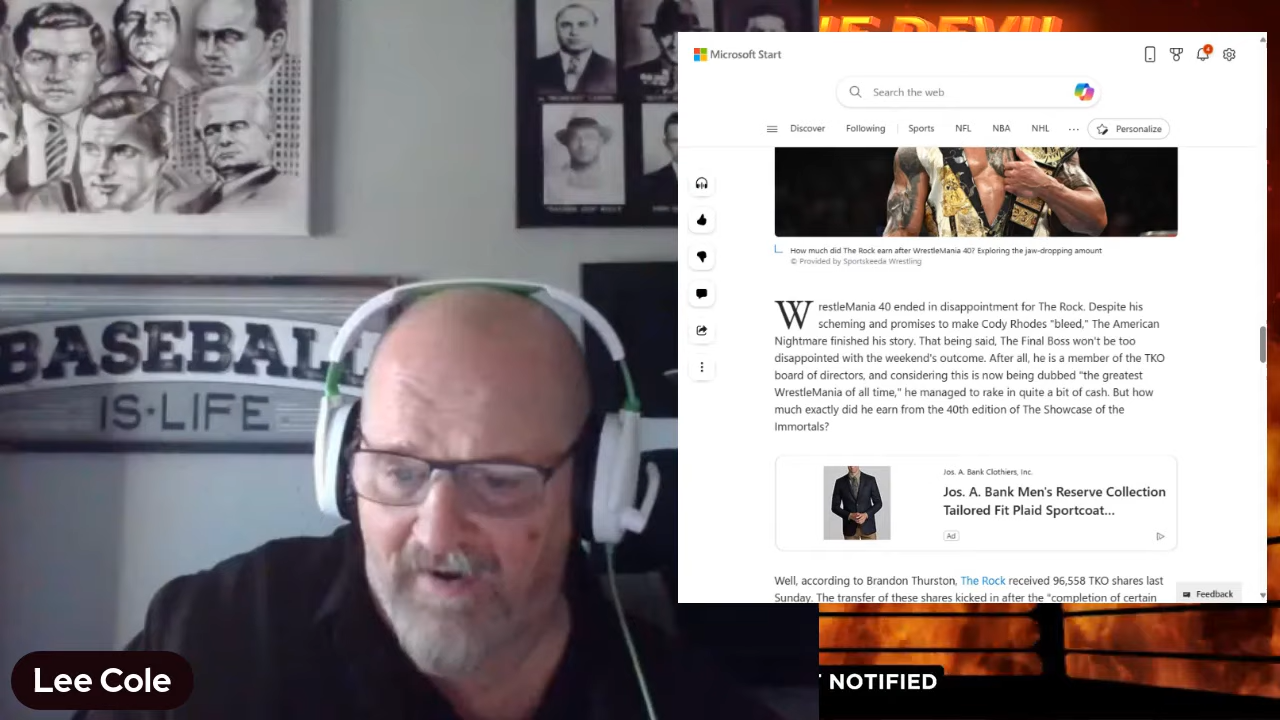 BASEBALL
IS LIFE
Lee Cole
THE DEVIL
Microsoft Start
4
Search the web
Discover
Following
Sports
NFL
NBA
NHL
...
Personalize
How much did The Rock earn after WrestleMania 40? Exploring the jaw-dropping amount
© Provided by Sportskeeda Wrestling
WrestleMania 40 ended in disappointment for The Rock. Despite his
scheming and promises to make Cody Rhodes "bleed," The American
Nightmare finished his story. That being said, The Final Boss won't be too
disappointed with the weekend's outcome. After all, he is a member of the TKO
board of directors, and considering this is now being dubbed "the greatest
WrestleMania of all time," he managed to rake in quite a bit of cash. But how
much exactly did he earn from the 40th edition of The Showcase of the
Immortals?
Jos. A. Bank Clothiers, Inc.
Jos. A. Bank Men's Reserve Collection
Tailored Fit Plaid Sportcoat...
Ad
Well, according to Brandon Thurston, The Rock received 96,558 TKO shares last
Sunday. The transfer of these shares kicked in after the "completion of certain
Feedback
NOTIFIED